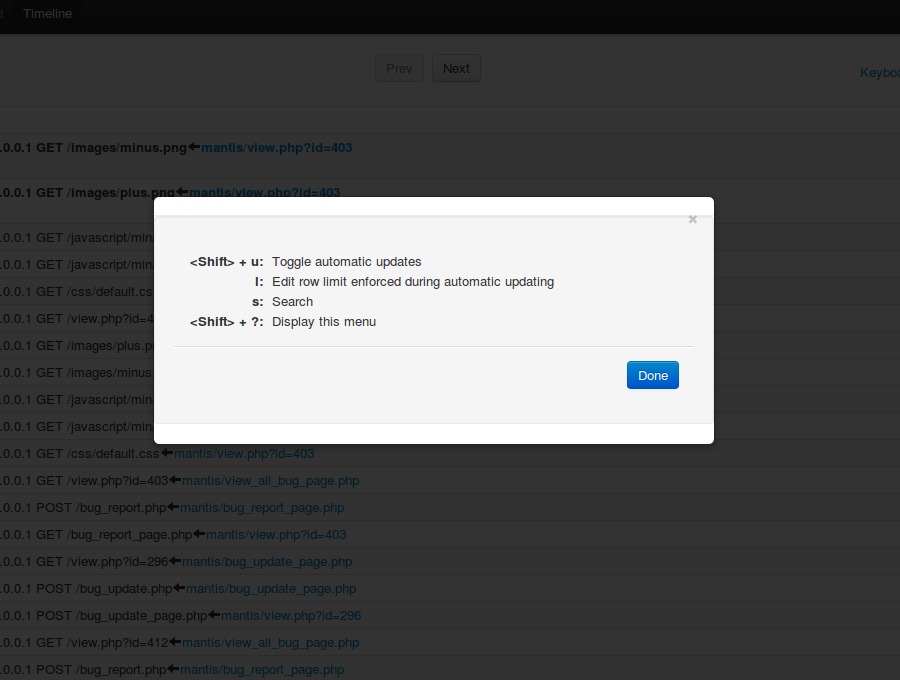 Timeline
Prev Next
Keyboa
.0.0.1 GET /images/minus.png mantis/view.php?id=403
.0.0.1 GET /images/plus.png mantis/view.php?id=403
×
.0.0.1 GET /javascript/min
.0.0.1 GET /javascript/min
.0.0.1 GET /css/default.cs
.0.0.1 GET /view.php?id=4
.0.0.1 GET /images/plus.p
.0.0.1 GET /images/minus
.0.0.1 GET /javascript/min
.0.0.1 GET /javascript/min
<Shift> + u: Toggle automatic updates
l: Edit row limit enforced during automatic updating
s: Search
<Shift> + ?: Display this menu
Done
.0.0.1 GET /css/default.css mantis/view.php?id=403
.0.0.1 GET /view.php?id=403 mantis/view_all_bug_page.php
.0.0.1 POST /bug_report.php mantis/bug_report_page.php
.0.0.1 GET /bug_report_page.php mantis/view.php?id=403
.0.0.1 GET /view.php?id=296 mantis/bug_update_page.php
.0.0.1 POST /bug_update.php mantis/bug_update_page.php
.0.0.1 POST /bug_update_page.php mantis/view.php?id=296
.0.0.1 GET /view.php?id=412 mantis/view_all_bug_page.php
.0.0.1 POST /bug_report.php mantis/bug_report_page.php